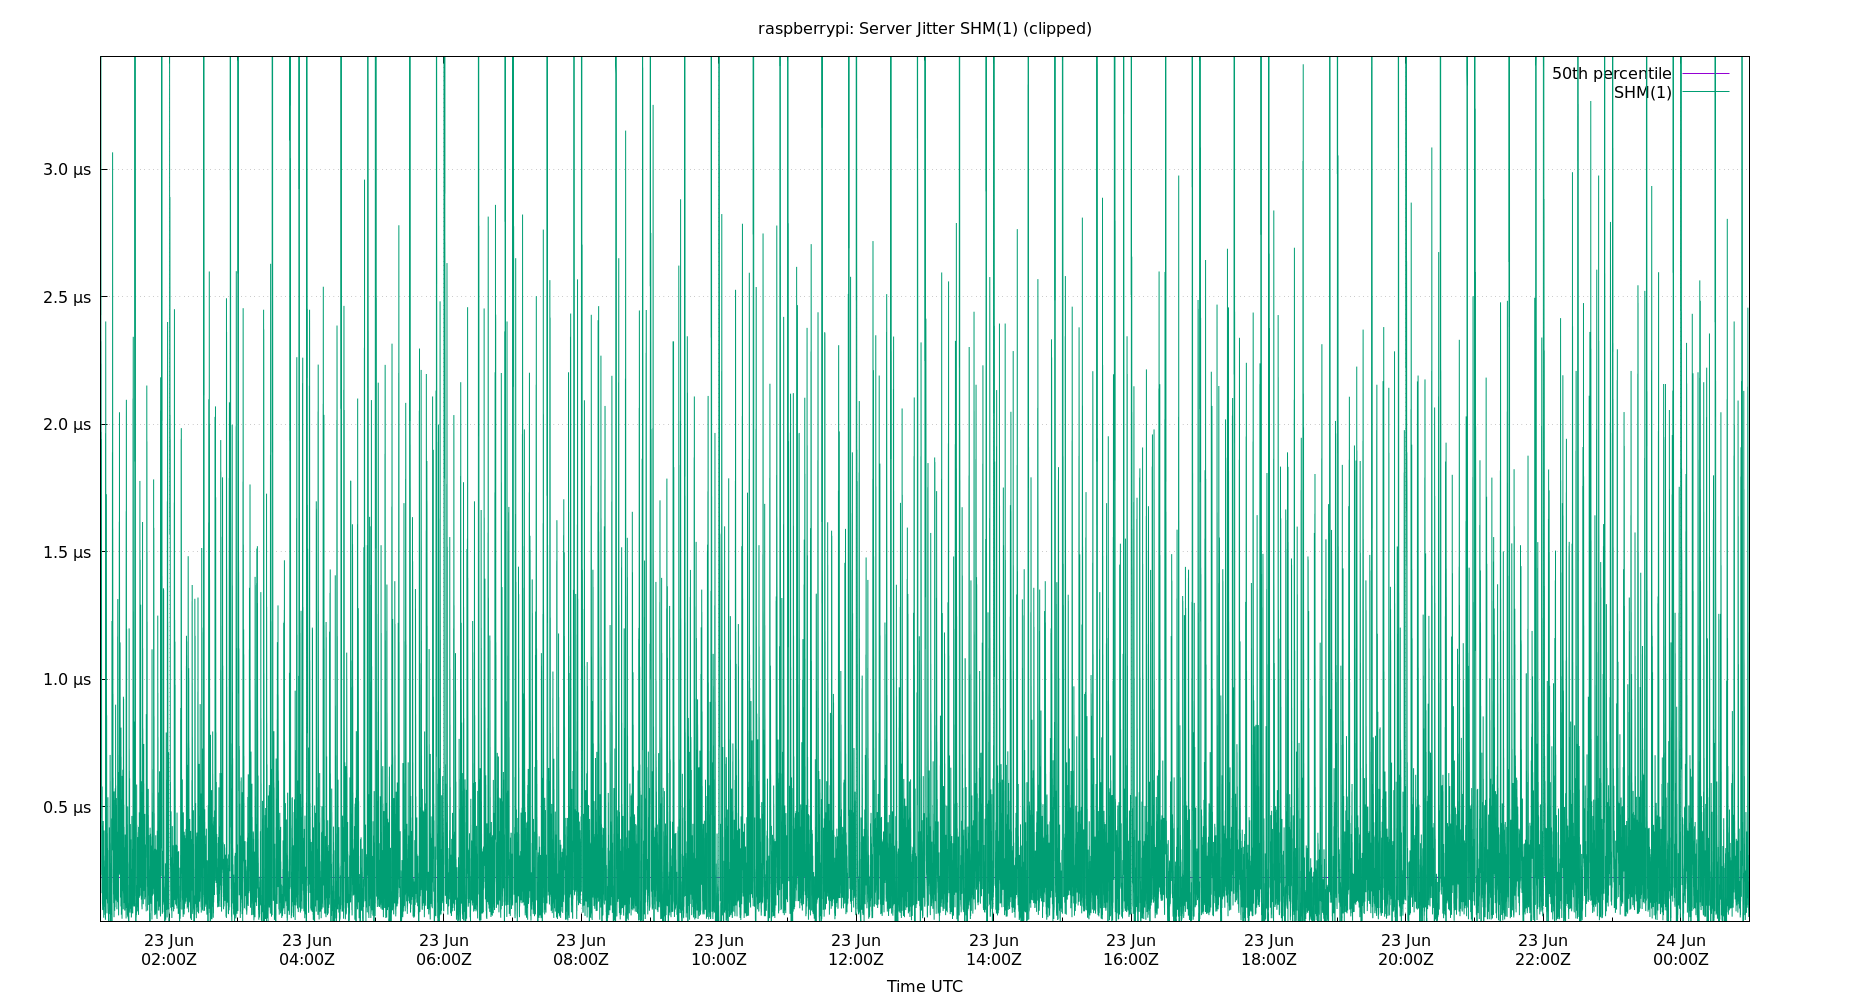 raspberrypi: Server Jitter SHM(1) (clipped)
50th percentile
SHM(1)
3.0 µs
2.5 µs
2.0 µs
1.5 µs
1.0 µs
0.5 µs
23 Jun 23 Jun 23 Jun 23 Jun 23 Jun 23 Jun 23 Jun 23 Jun 23 Jun 23 Jun 23 Jun 24 Jun
02:00Z 04:00Z 06:00Z 08:00Z 10:00Z 12:00Z 14:00Z 16:00Z 18:00Z 20:00Z 22:00Z 00:00Z
Time UTC